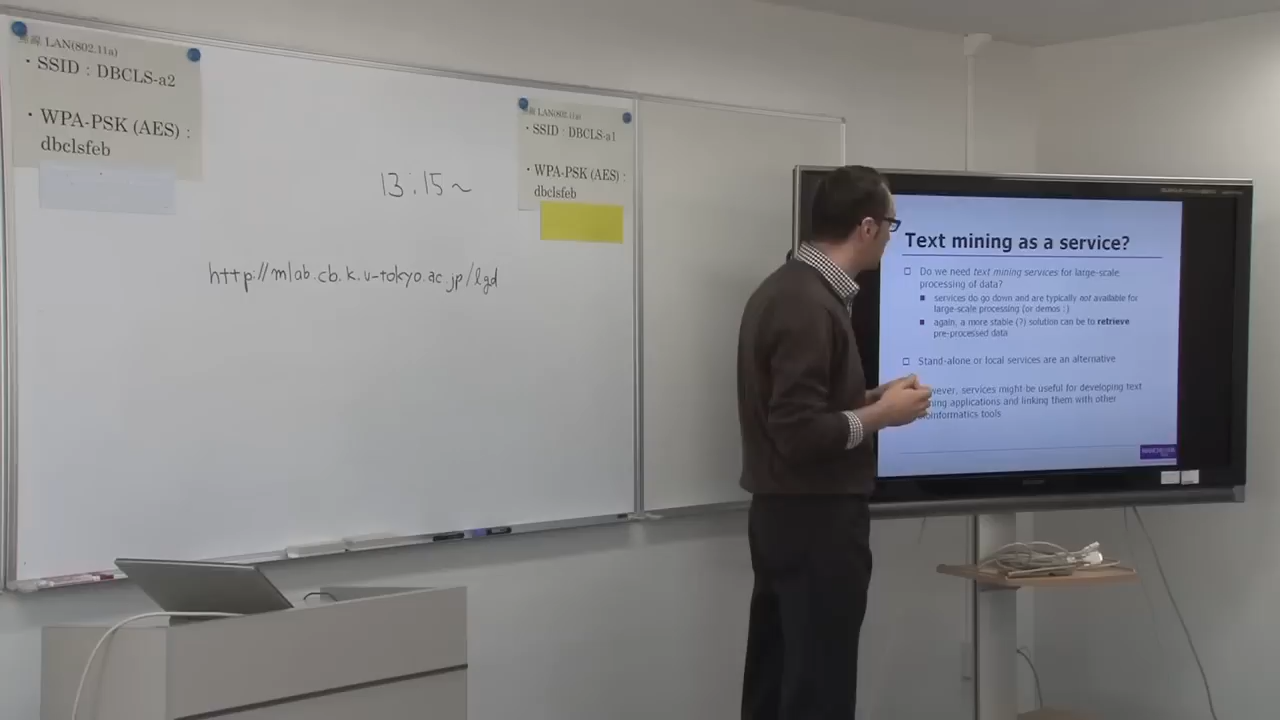 LAN(802.11a)
・SSID : DBCLS-a2
・WPA-PSK (AES) :
dbclsfeb
13:15~
http://mlab.cb.k.u-tokyo.ac.jp/lgd
LAN(802.11a)
・SSID : DBCLS-a1
・WPA-PSK (AES) :
dbclsfeb
Text mining as a service?
Do we need text mining services for large-scale
processing of data?
services do go down and are typically not available for
large-scale processing (or demos :)
again, a more stable (?) solution can be to retrieve
pre-processed data
Stand-alone or local services are an alternative
services might be useful for developing text
applications and linking them with other
tools